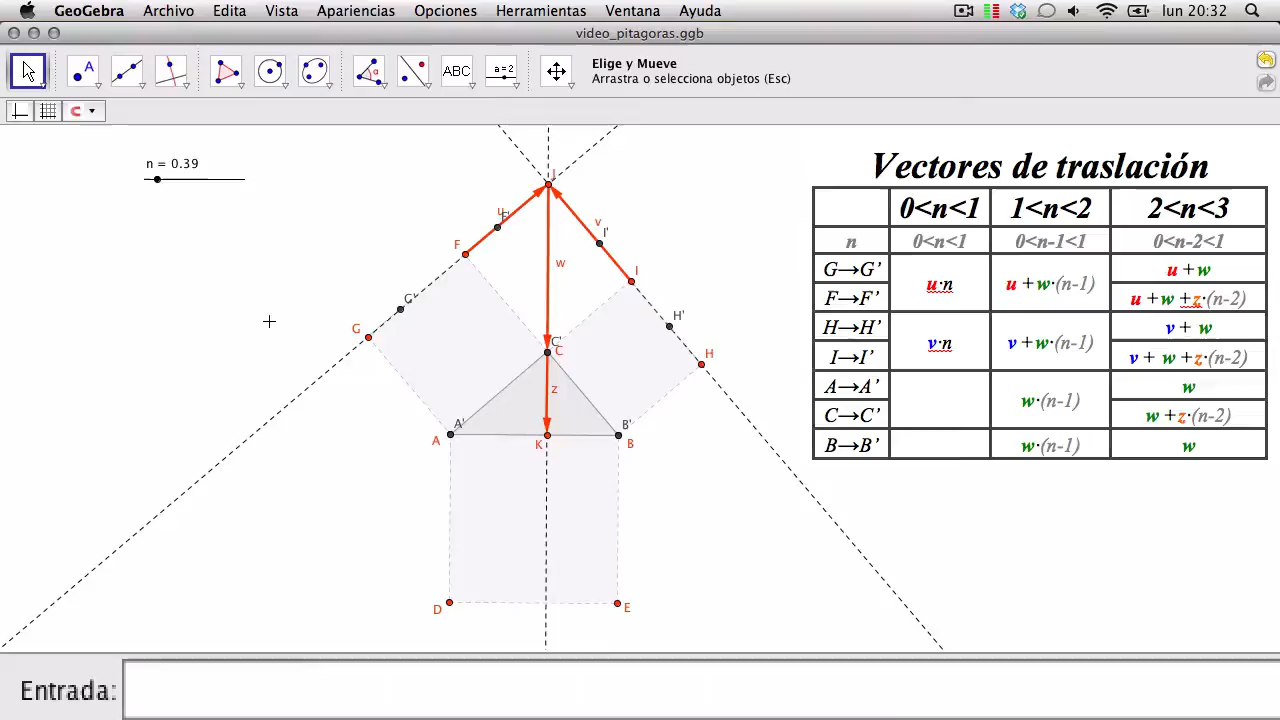 GeoGebra Archivo Edita Vista Apariencias Opciones Herramientas Ventana Ayuda lun 20:32
video_pitagoras.ggb
A α ABC a=2
Elige y Mueve
Arrastra o selecciona objetos (Esc)
n = 0.39
J
u F'
v
I'
F
w
I
G'
H'
G
C'
C
H
z
A'
B'
A
K
B
D
E
Vectores de traslación
0<n<1 1<n<2 2<n<3
n 0<n<1 0<n-1<1 0<n-2<1
G→G' u·n u+w·(n-1) u+w
F→F' u+w+z·(n-2)
H→H' v·n v+w·(n-1) v+ w
I→I' v+ w+z·(n-2)
A→A' w·(n-1) w
C→C' w+z·(n-2)
B→B' w·(n-1) w
Entrada: